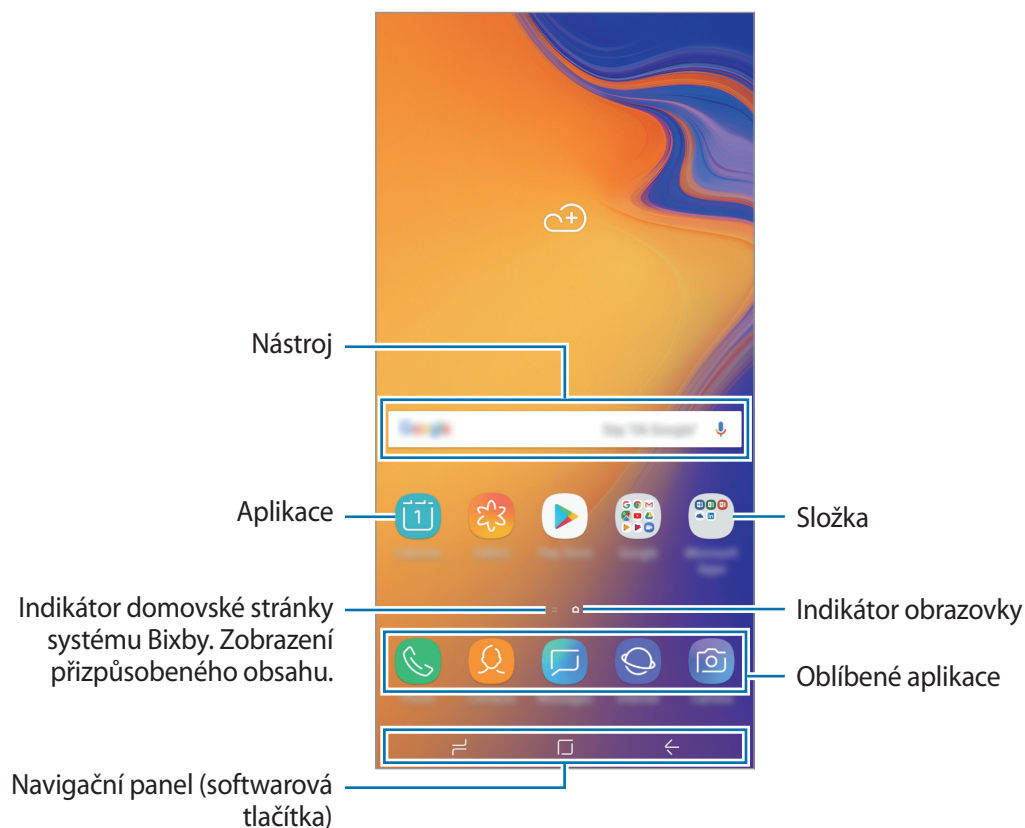 Nástroj
Aplikace
Složka
Indikátor domovské stránky
systému Bixby. Zobrazení
přizpůsobeného obsahu.
Indikátor obrazovky
Oblíbené aplikace
Navigační panel (softwarová
tlačítka)
1